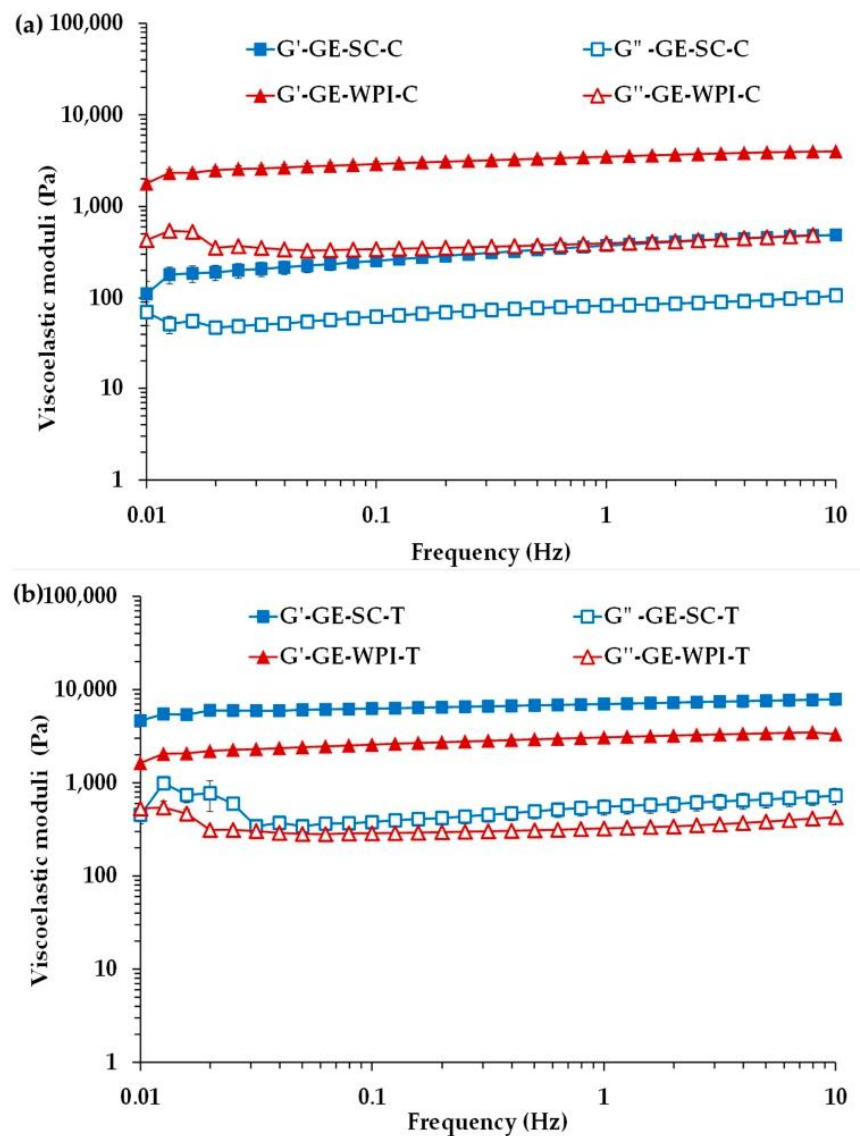 (a)
100,000
G'-GE-SC-C
G'' -GE-SC-C
G'-GE-WPI-C
G''-GE-WPI-C
10,000
1,000
100
10
1
Viscoelastic moduli (Pa)
0.01
0.1
1
10
Frequency (Hz)
(b)
100,000
G'-GE-SC-T
G'' -GE-SC-T
G'-GE-WPI-T
G''-GE-WPI-T
10,000
1,000
100
10
1
Viscoelastic moduli (Pa)
0.01
0.1
1
10
Frequency (Hz)